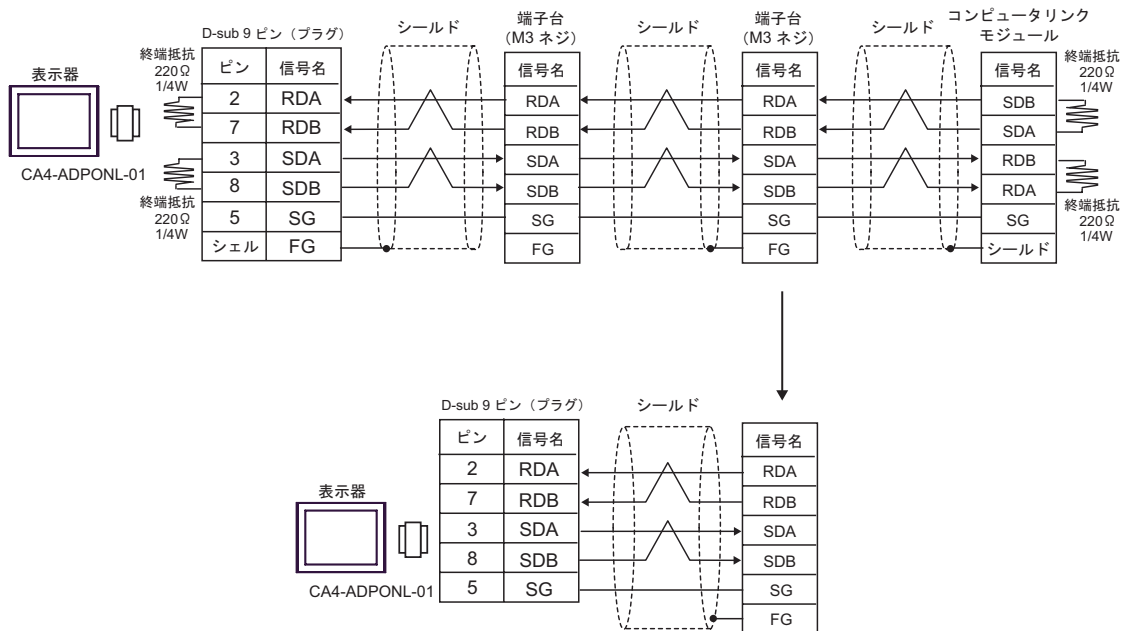 シールド
端子台
(M3 ネジ)
シールド
端子台
(M3 ネジ)
シールド
コンピュータリンク
モジュール
D-sub 9 ピン（プラグ）
終端抵抗
220Ω
1/4W
終端抵抗
220Ω
1/4W
表示器
CA4-ADPONL-01
ピン 信号名
2 RDA
7 RDB
3 SDA
8 SDB
5 SG
シェル FG
終端抵抗
220Ω
1/4W
信号名
RDA
RDB
SDA
SDB
SG
FG
信号名
RDA
RDB
SDA
SDB
SG
FG
信号名
SDB
SDA
RDB
RDA
SG
シールド
終端抵抗
220Ω
1/4W
D-sub 9 ピン（プラグ）
シールド
表示器
CA4-ADPONL-01
ピン 信号名
2 RDA
7 RDB
3 SDA
8 SDB
5 SG
信号名
RDA
RDB
SDA
SDB
SG
FG